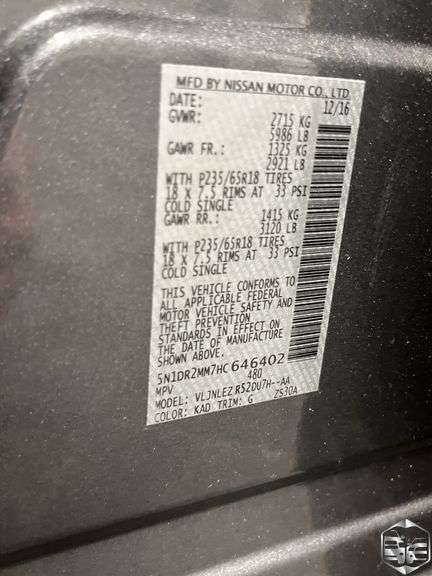 MFD BY NISSAN MOTOR CO., LTD
DATE: 12/16
GVWR: 2715 KG
5986 LB
GAWR FR.: 1325 KG
2921 LB
WITH P235/65R18 TIRES
18 X 7.5 RIMS AT 33 PSI
COLD SINGLE
GAWR RR.: 1415 KG
3120 LB
WITH P235/65R18 TIRES
18 X 7.5 RIMS AT 33 PSI
COLD SINGLE
THIS VEHICLE CONFORMS TO
ALL APPLICABLE FEDERAL
MOTOR VEHICLE SAFETY AND
THEFT PREVENTION
STANDARDS IN EFFECT ON
THE DATE OF MANUFACTURE
SHOWN ABOVE.
5N1DR2MM7HC646402
MPV 480
MODEL: VLJNLEZ R52DU7H--AA
COLOR: KAD TRIM: G ZS30A